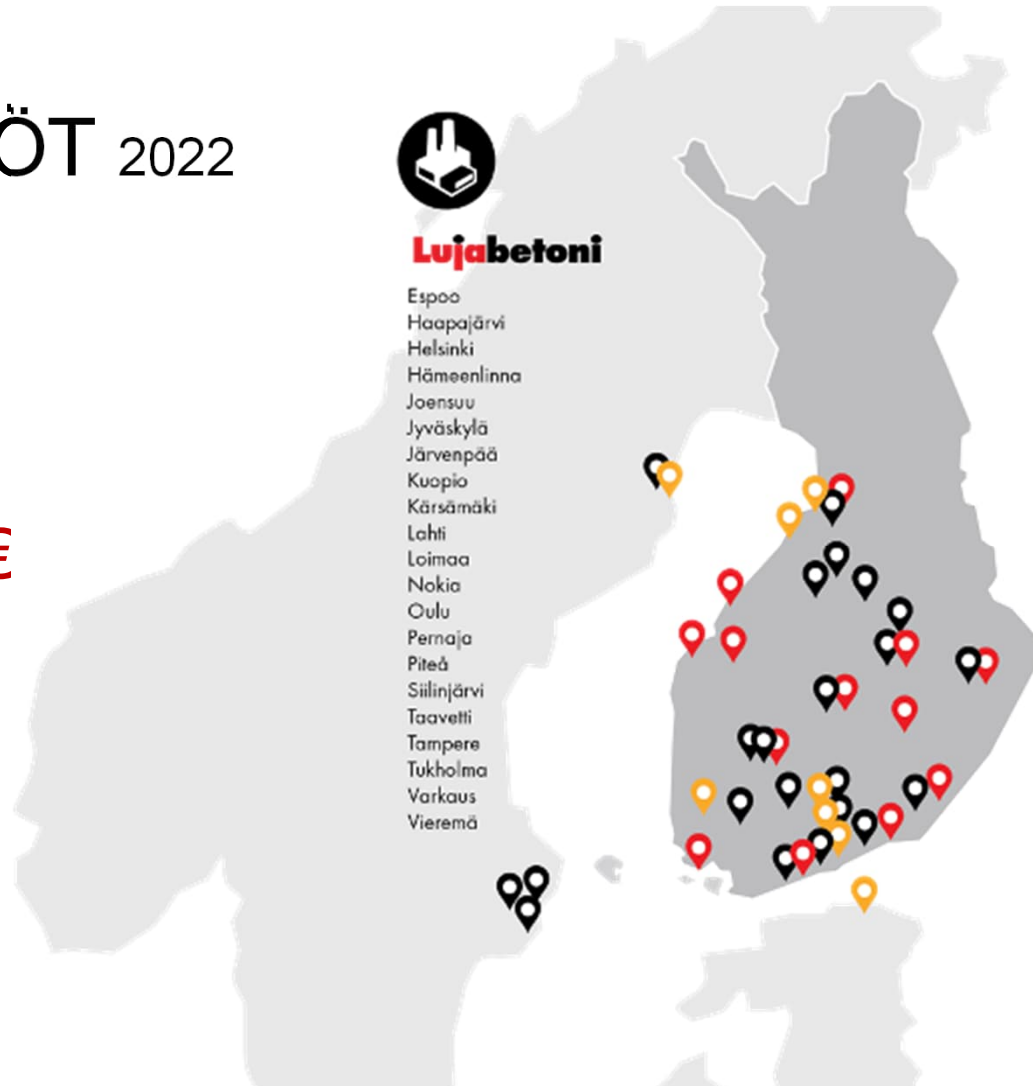 ÖT 2022
Lujabetoni
Espoo
Haapajärvi
Helsinki
Hämeenlinna
Joensuu
Jyväskylä
Järvenpää
Kuopio
Kärsämäki
Lahti
Loimaa
Nokia
Oulu
Pernaja
Piteå
Siilinjärvi
Taavetti
Tampere
Tukholma
Varkaus
Vieremä
€